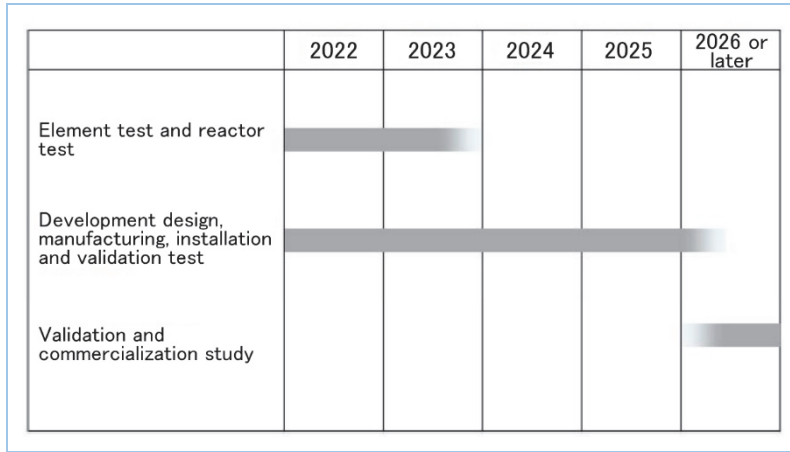 2022
2023
2024
2025
2026 or
later
Element test and reactor
test
Development design,
manufacturing, installation
and validation test
Validation and
commercialization study